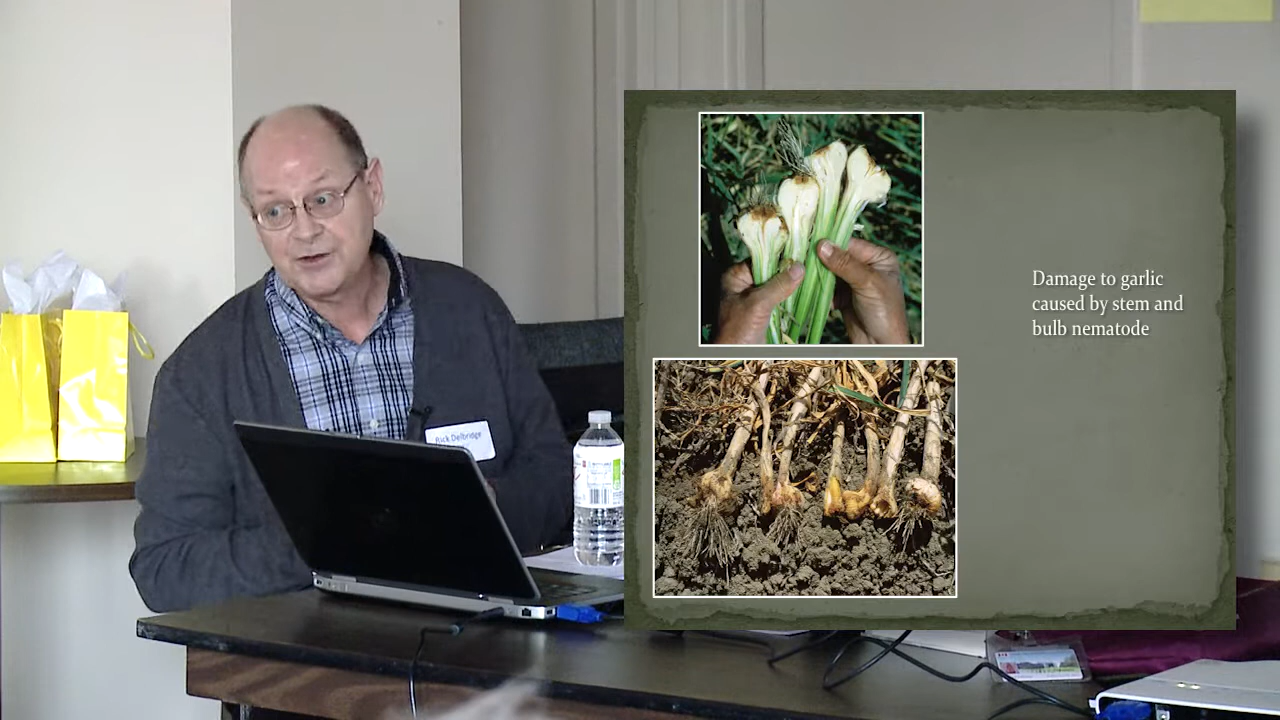 Damage to garlic
caused by stem and
bulb nematode
Rick Delbridge